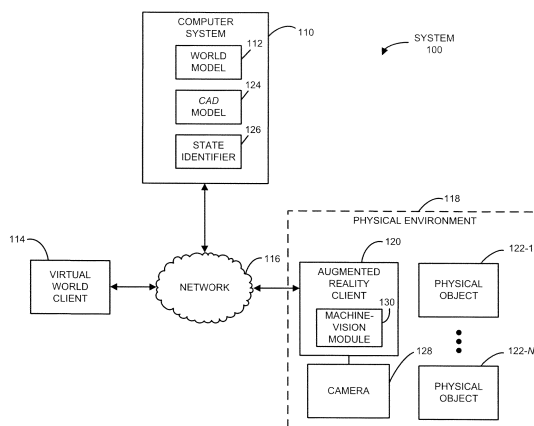 COMPUTER
SYSTEM
110
SYSTEM
100
112
WORLD
MODEL
124
CAD
MODEL
126
STATE
IDENTIFIER
118
PHYSICAL ENVIRONMENT
114
VIRTUAL
WORLD
CLIENT
116
NETWORK
120
AUGMENTED
REALITY
CLIENT
130
MACHINE-
VISION
MODULE
122-1
PHYSICAL
OBJECT
128
CAMERA
122-N
PHYSICAL
OBJECT